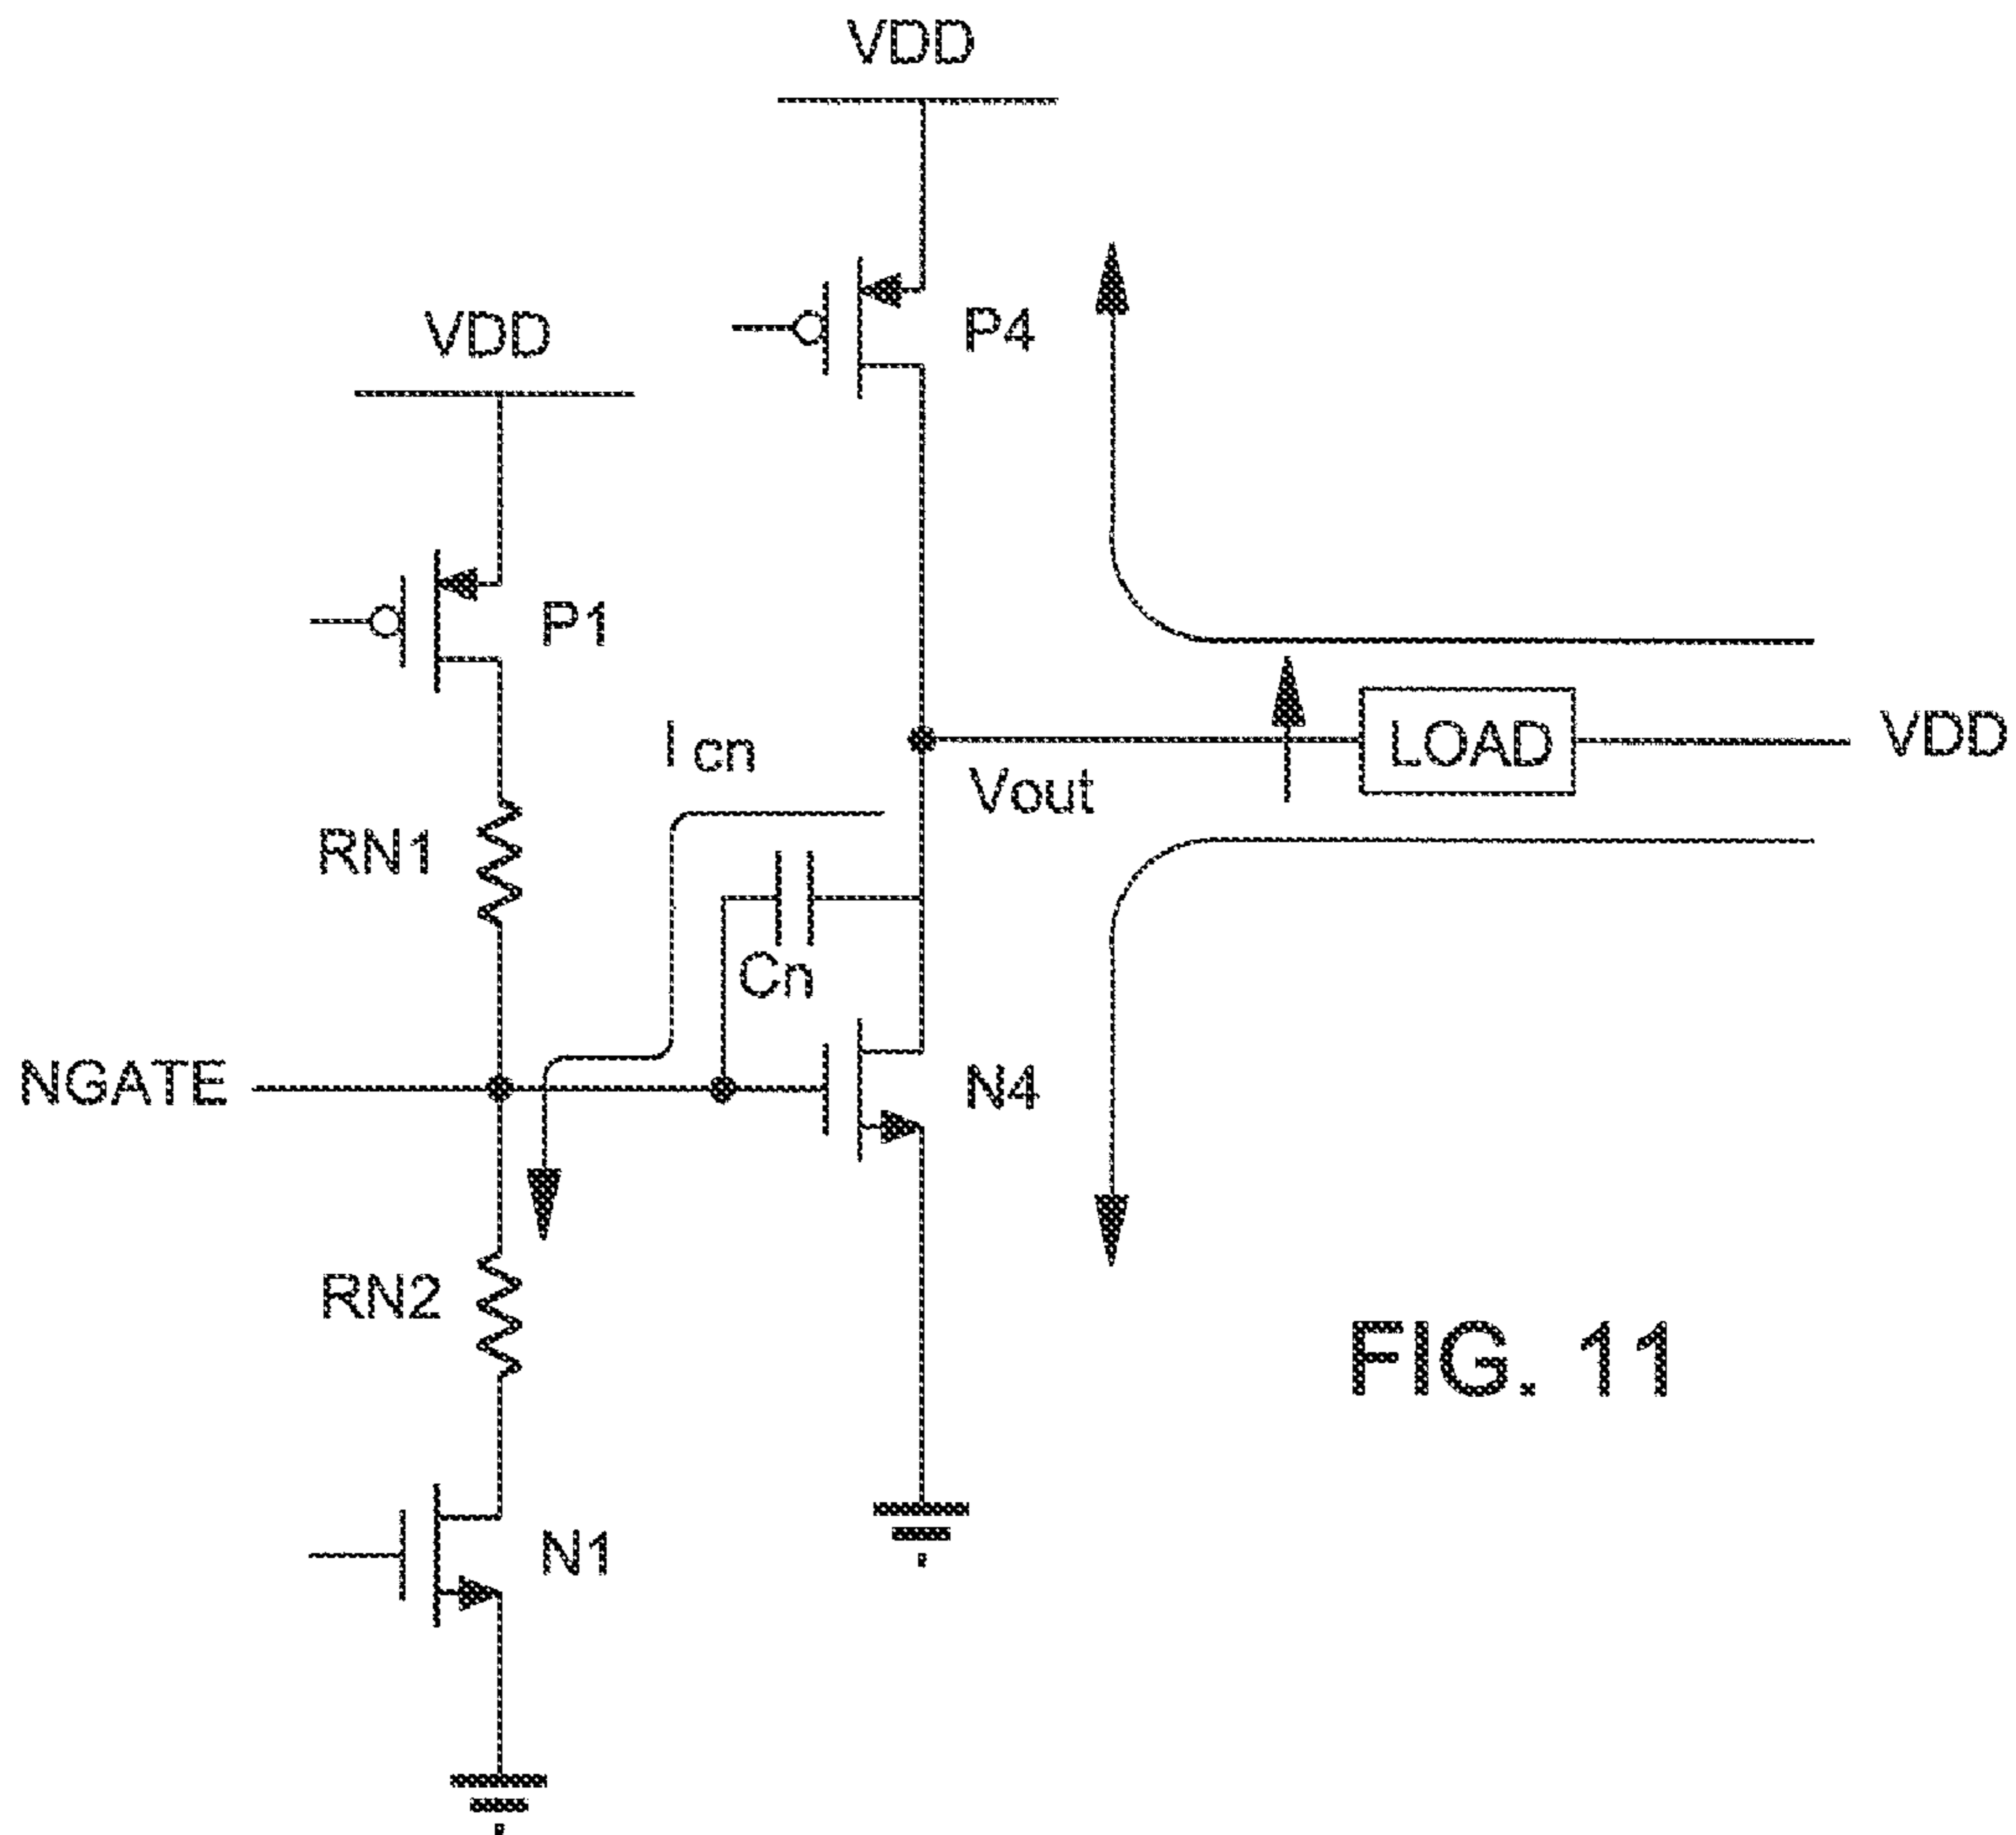 VDD
VDD
P4
P1
I cn
LOAD
VDD
Vout
RN1
Cn
NGATE
N4
RN2
FIG. 11
N1